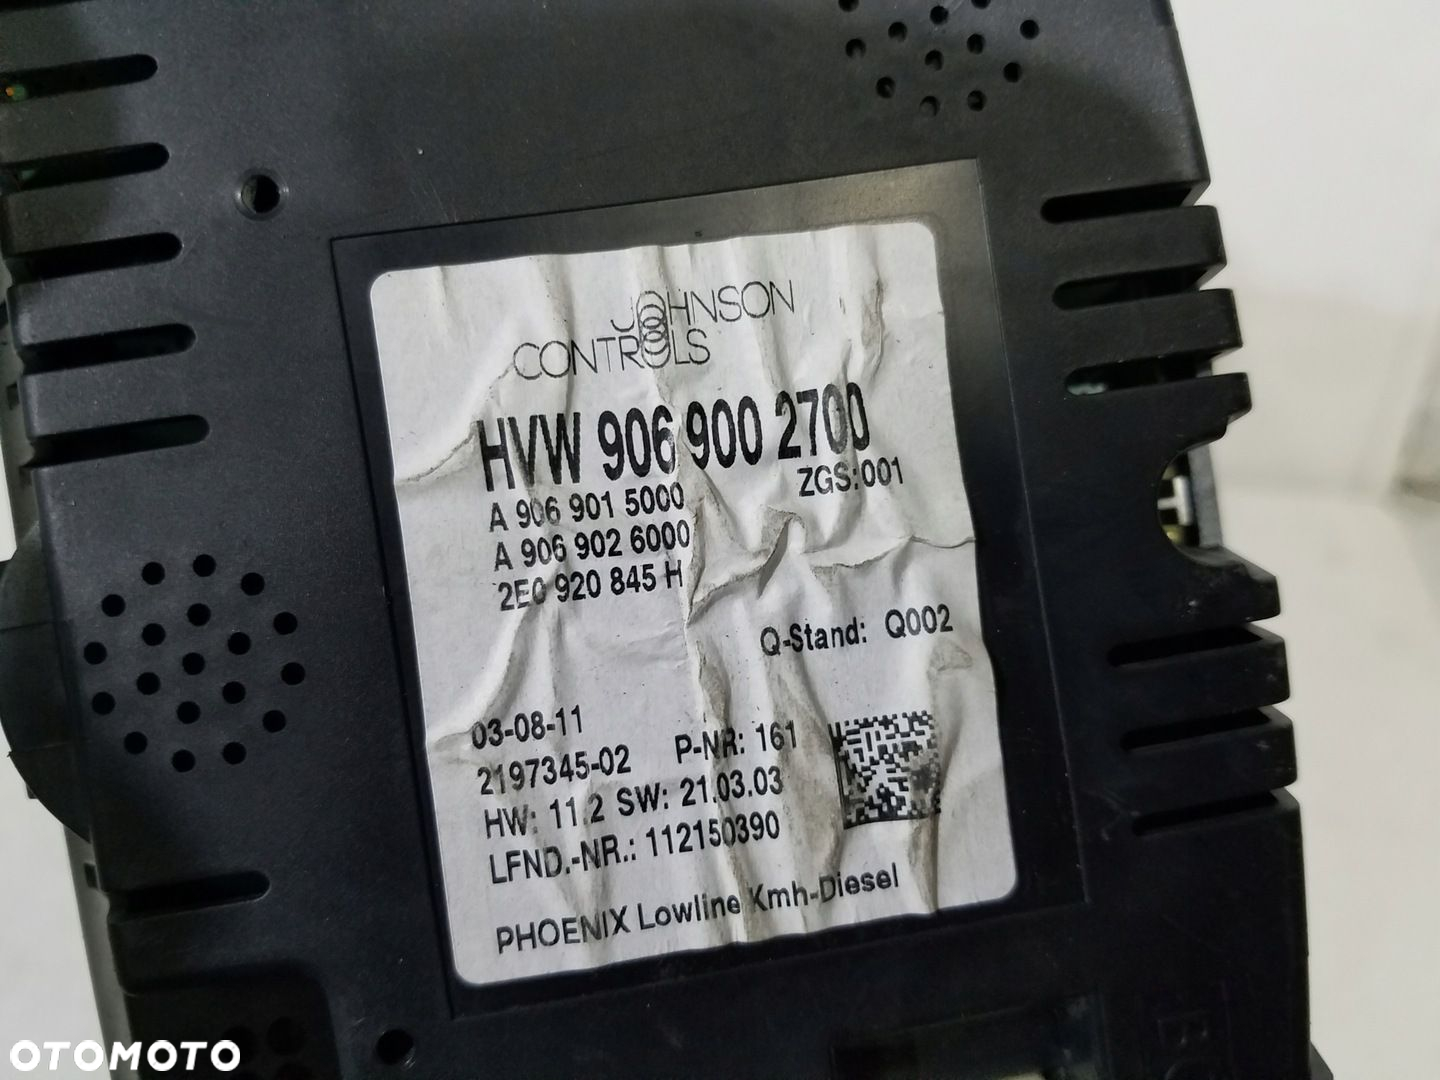 JOHNSON
CONTROLS
HVW 906 900 2700
ZGS:001
A 906 901 5000
A 906 902 6000
2E0 920 845 H
Q-Stand: Q002
03-08-11
2197345-02 P-NR: 161
HW: 11.2 SW: 21.03.03
LFND.-NR.: 112150390
PHOENIX Lowline Kmh-Diesel
OTOMOTO